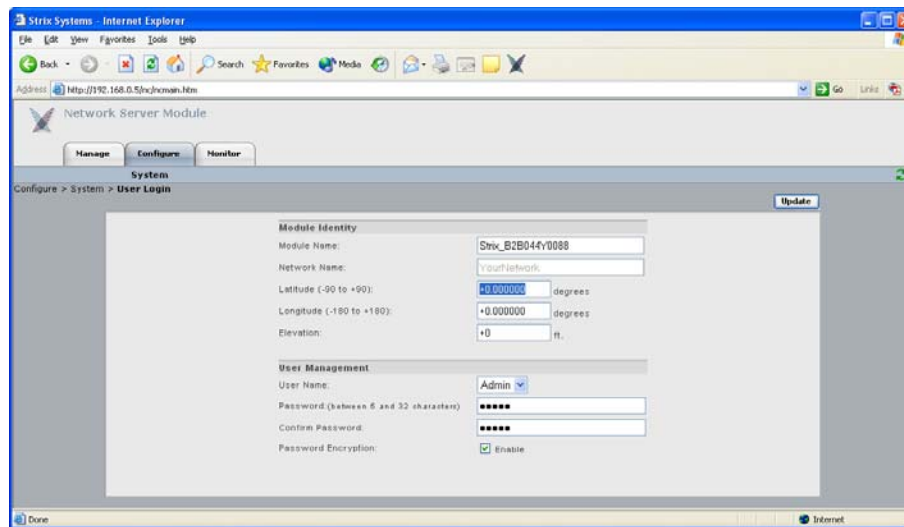 Strix Systems - Internet Explorer
File Edit View Favorites Tools Help
Back Search Favorites Media
Address http://192.168.0.5/nc/ncmain.htm Go Links
Network Server Module
Manage Configure Monitor
System
Configure > System > User Login
Update
Module Identity
Module Name: Strix_B2B044Y0088
Network Name: YourNetwork
Latitude (-90 to +90): +0.000000 degrees
Longitude (-180 to +180): +0.000000 degrees
Elevation: +0 ft.
User Management
User Name: Admin
Password:(between 6 and 32 characters) •••••
Confirm Password: •••••
Password Encryption: Enable
Done Internet